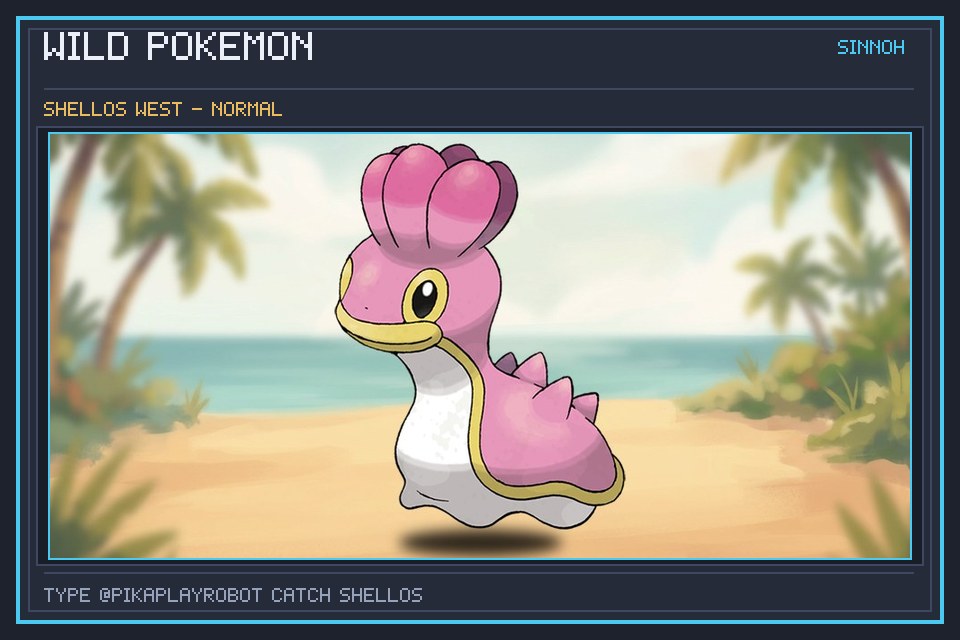 WILD POKEMON
SINNOH
SHELLOS WEST - NORMAL
TYPE @PIKAPLAYROBOT CATCH SHELLOS